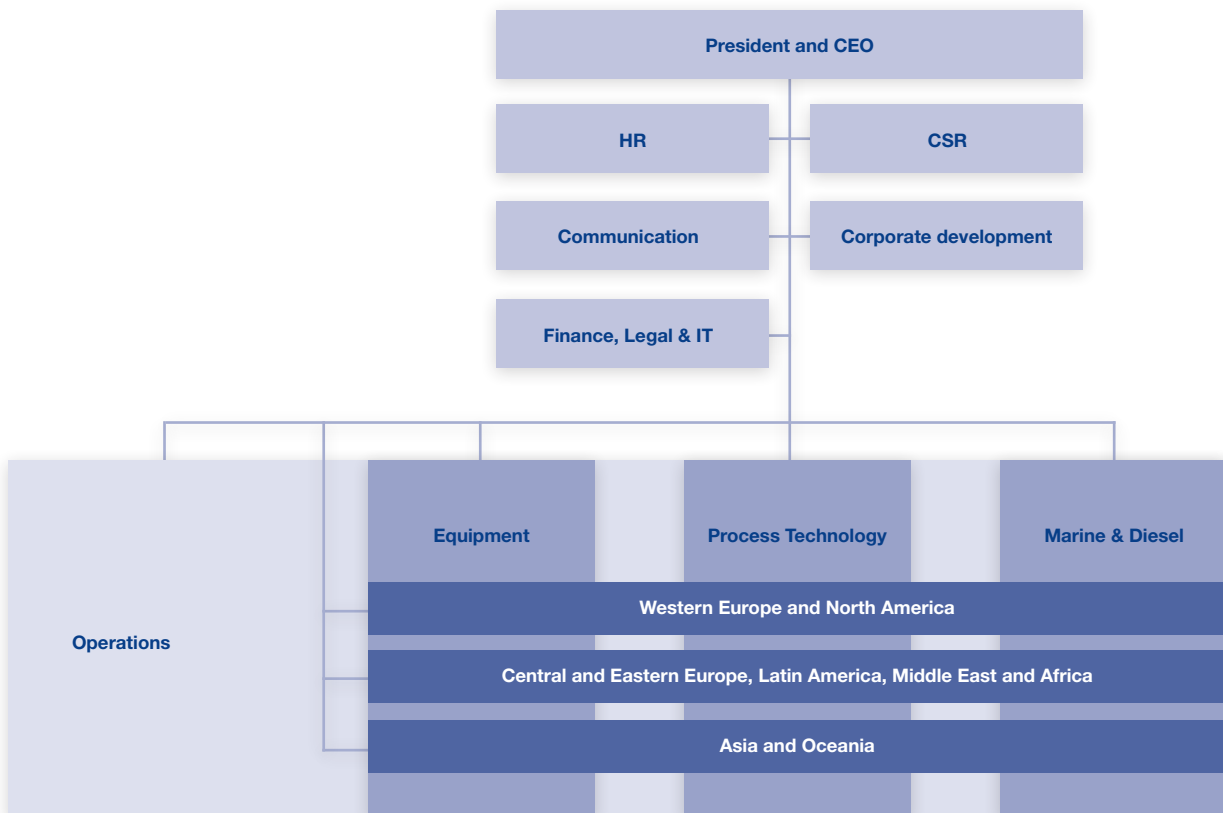 President and CEO
HR
CSR
Communication
Corporate development
Finance, Legal & IT
Equipment
Process Technology
Marine & Diesel
Western Europe and North America
Operations
Central and Eastern Europe, Latin America, Middle East and Africa
Asia and Oceania